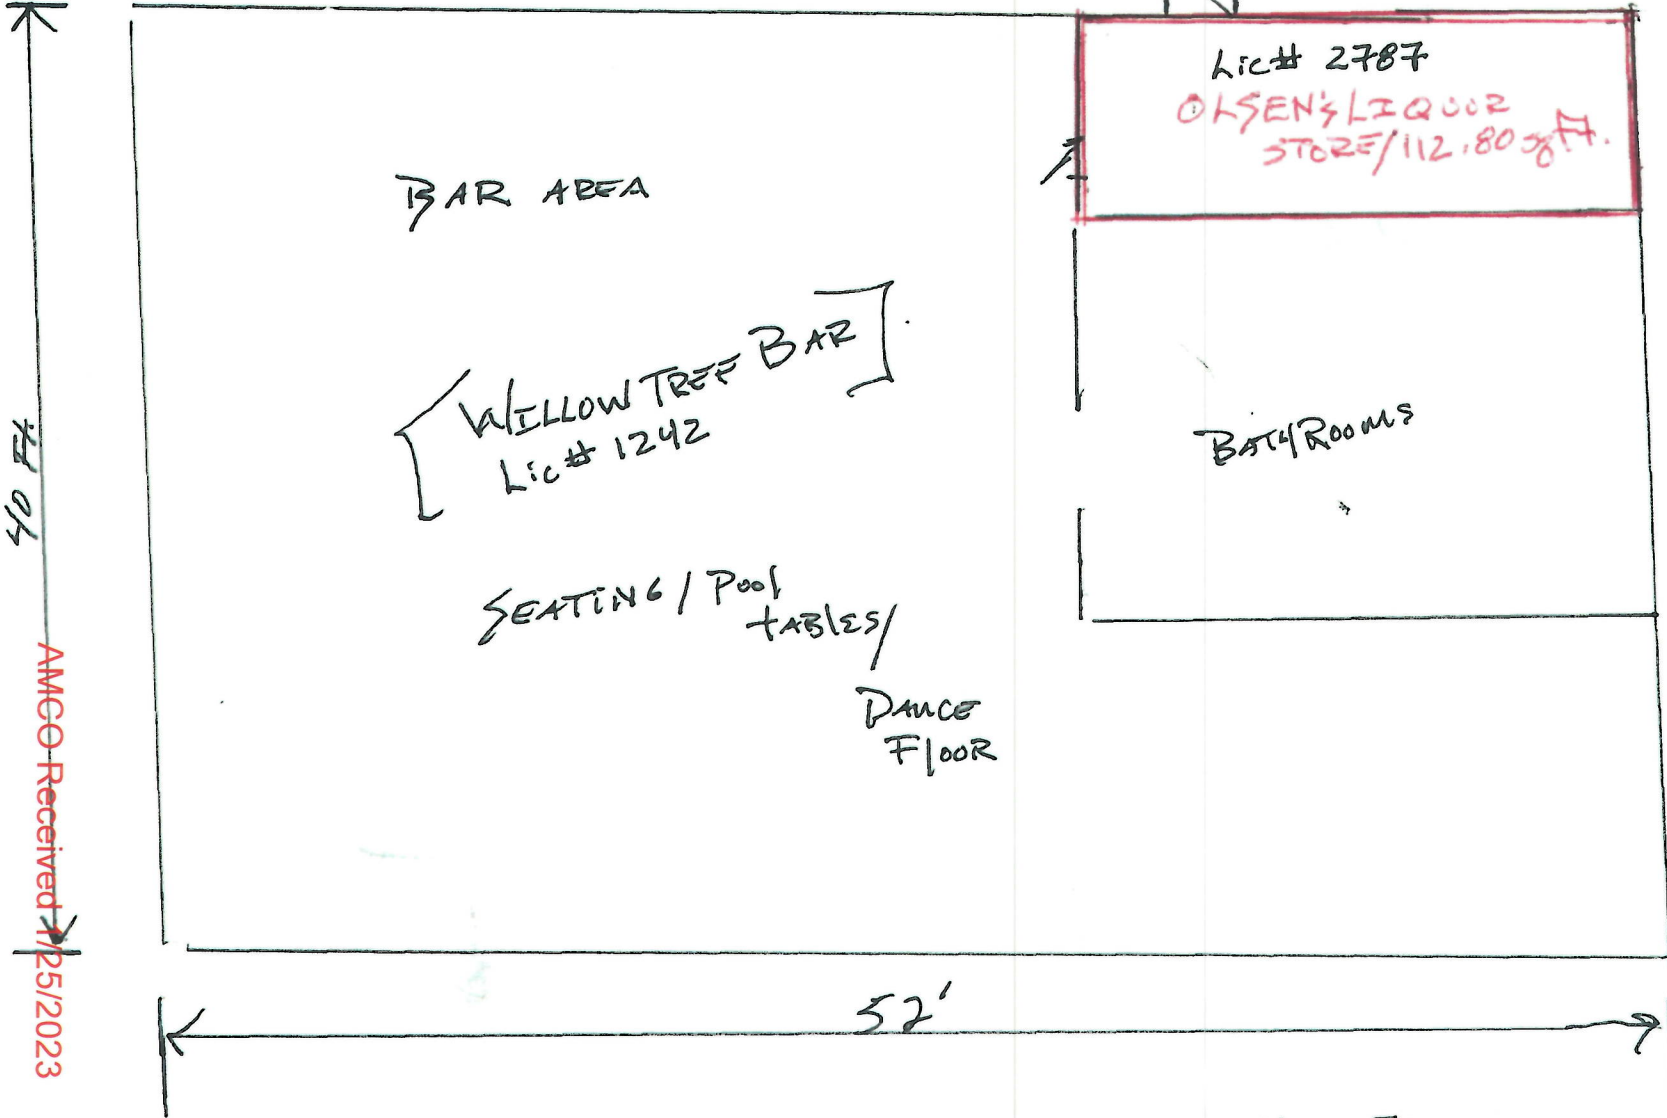 Lic# 2787
OLSEN'S LIQUOR
STORE/112.80 sq ft.
BAR AREA
WILLOW TREE BAR
Lic# 1242
BATHROOMS
SEATING / Pool
tABlES/
DANCE
FlOOR
40 Ft
52'
AMCO Received 1/25/2023